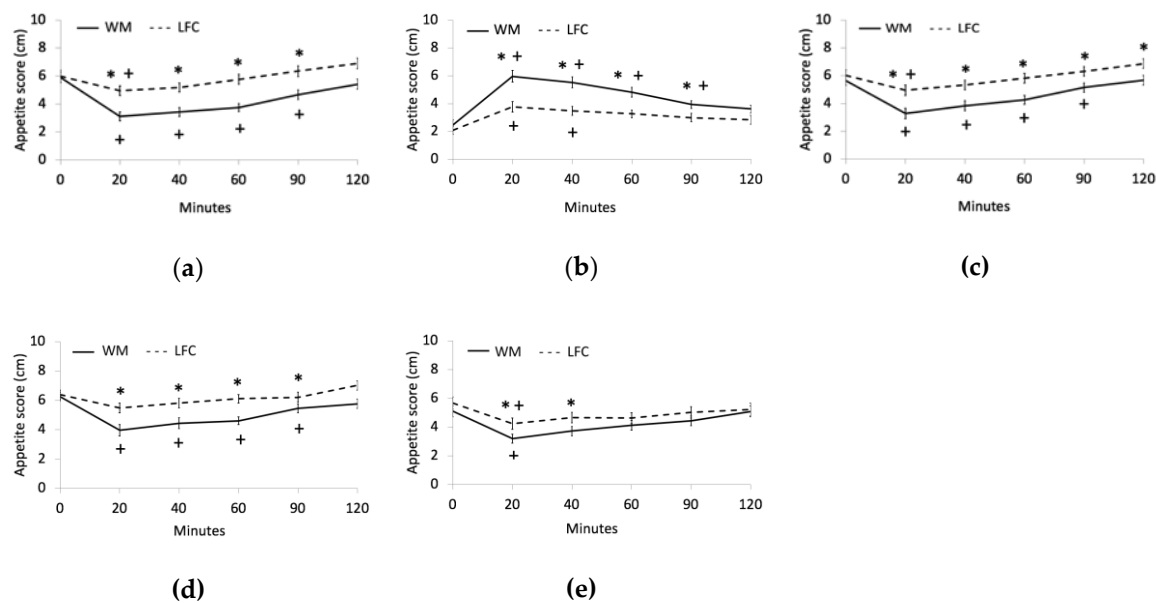 Appetite score (cm)
10
8
6
4
2
0
WM LFC
* + * * *
+ + + +
0 20 40 60 90 120
Minutes
(a)
Appetite score (cm)
10
8
6
4
2
0
WM LFC
* + * + * + * +
+ +
0 20 40 60 90 120
Minutes
(b)
Appetite score (cm)
10
8
6
4
2
0
WM LFC
* + * * * *
+ + + +
0 20 40 60 90 120
Minutes
(c)
Appetite score (cm)
10
8
6
4
2
0
WM LFC
* * * *
+ + + +
0 20 40 60 90 120
Minutes
(d)
Appetite score (cm)
10
8
6
4
2
0
WM LFC
* + *
+
0 20 40 60 90 120
Minutes
(e)